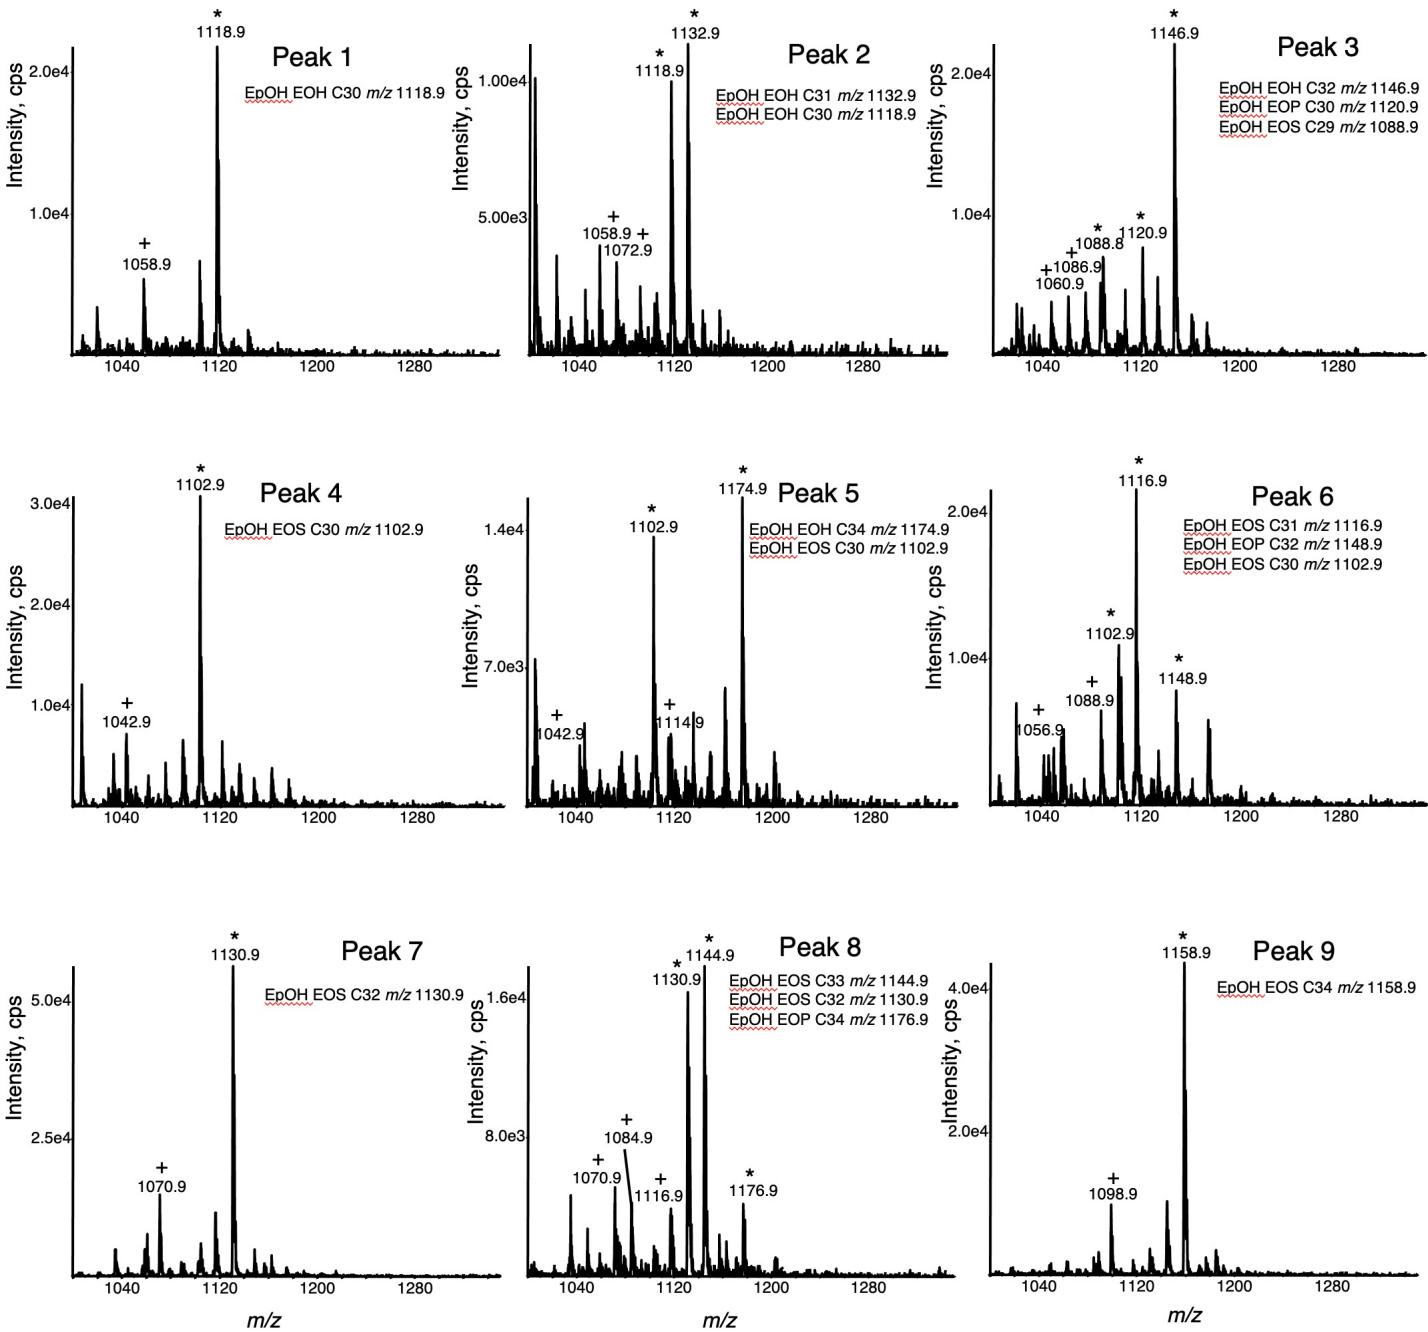 *
1118.9
Peak 1
EpOH EOH C30 m/z 1118.9
2.0e4
1.0e4
Intensity, cps
+
1058.9
1040
1120
1200
1280
*
1132.9
*
1118.9
Peak 2
EpOH EOH C31 m/z 1132.9
EpOH EOH C30 m/z 1118.9
1.00e4
5.00e3
Intensity, cps
+
1058.9
+
1072.9
1040
1120
1200
1280
*
1146.9
Peak 3
EpOH EOH C32 m/z 1146.9
EpOH EOP C30 m/z 1120.9
EpOH EOS C29 m/z 1088.9
2.0e4
1.0e4
Intensity, cps
*
1120.9
*
1088.8
+
1086.9
+
1060.9
1040
1120
1200
1280
*
1102.9
Peak 4
EpOH EOS C30 m/z 1102.9
3.0e4
2.0e4
1.0e4
Intensity, cps
+
1042.9
1040
1120
1200
1280
*
1174.9
Peak 5
EpOH EOH C34 m/z 1174.9
EpOH EOS C30 m/z 1102.9
*
1102.9
1.4e4
7.0e3
Intensity, cps
+
1042.9
+
1114.9
1040
1120
1200
1280
*
1116.9
Peak 6
EpOH EOS C31 m/z 1116.9
EpOH EOP C32 m/z 1148.9
EpOH EOS C30 m/z 1102.9
2.0e4
1.0e4
Intensity, cps
*
1102.9
*
1148.9
+
1088.9
+
1056.9
1040
1120
1200
1280
*
1130.9
Peak 7
EpOH EOS C32 m/z 1130.9
5.0e4
2.5e4
Intensity, cps
+
1070.9
1040
1120
1200
1280
m/z
*
1144.9
*
1130.9
Peak 8
EpOH EOS C33 m/z 1144.9
EpOH EOS C32 m/z 1130.9
EpOH EOP C34 m/z 1176.9
1.6e4
8.0e3
Intensity, cps
+
1084.9
+
1070.9
+
1116.9
*
1176.9
1040
1120
1200
1280
m/z
*
1158.9
Peak 9
EpOH EOS C34 m/z 1158.9
4.0e4
2.0e4
Intensity, cps
+
1098.9
1040
1120
1200
1280
m/z